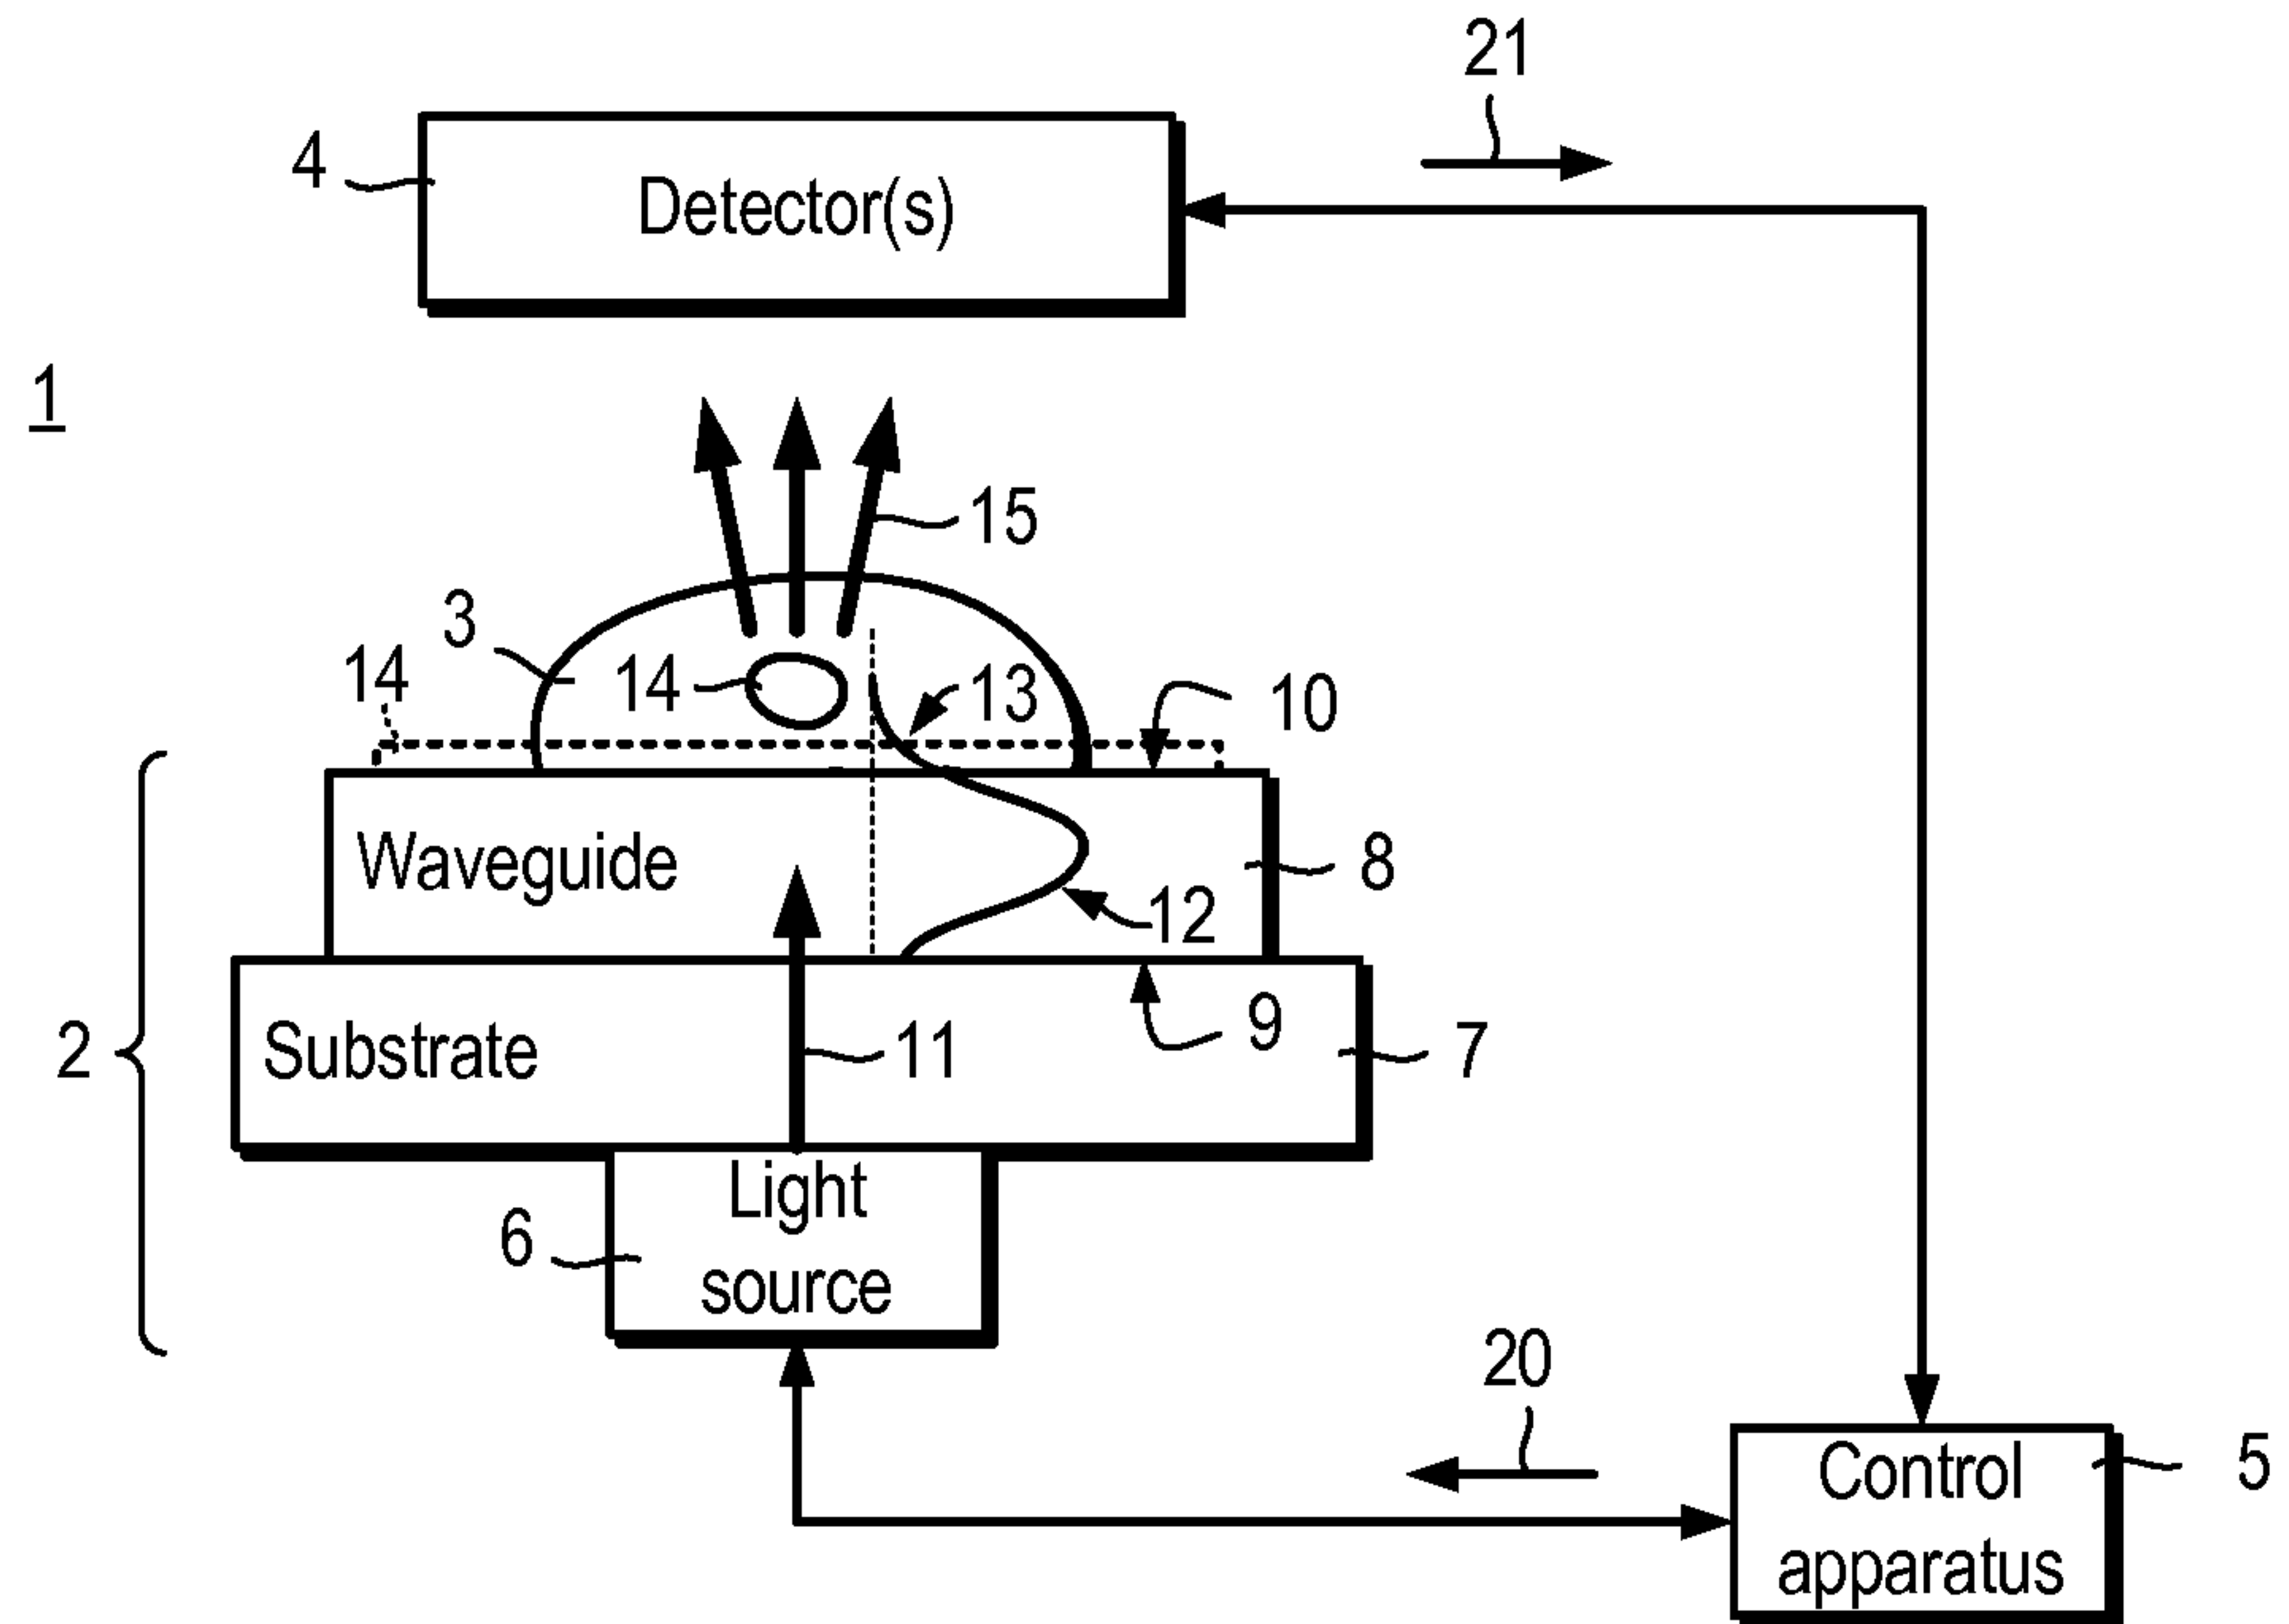 21
4
Detector(s)
1
15
3
14
14
13
10
Waveguide
8
12
2
Substrate
11
9
7
Light
source
6
20
Control
apparatus
5